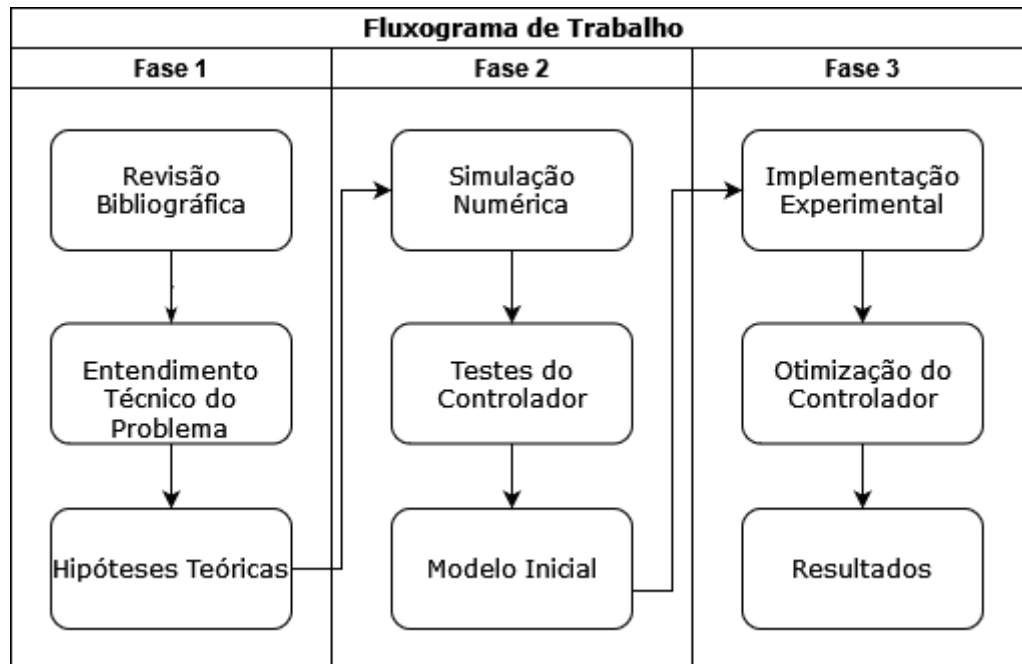 Fluxograma de Trabalho
Fase 1
Fase 2
Fase 3
Revisão
Bibliográfica
Entendimento
Técnico do
Problema
Hipóteses Teóricas
Simulação
Numérica
Testes do
Controlador
Modelo Inicial
Implementação
Experimental
Otimização do
Controlador
Resultados